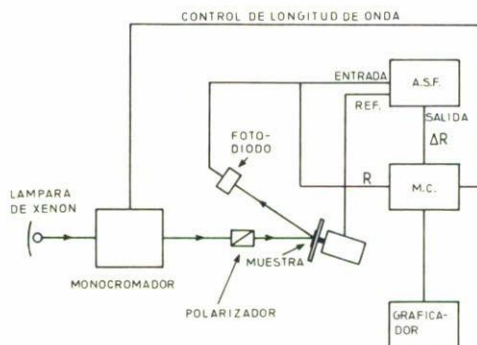 CONTROL DE LONGITUD DE ONDA
ENTRADA
A.S.F.
REF.
SALIDA
ΔR
FOTO-
DIODO
R
M.C.
LAMPARA
DE XENON
MUESTRA
MONOCROMADOR
POLARIZADOR
GRAFICA-
DOR